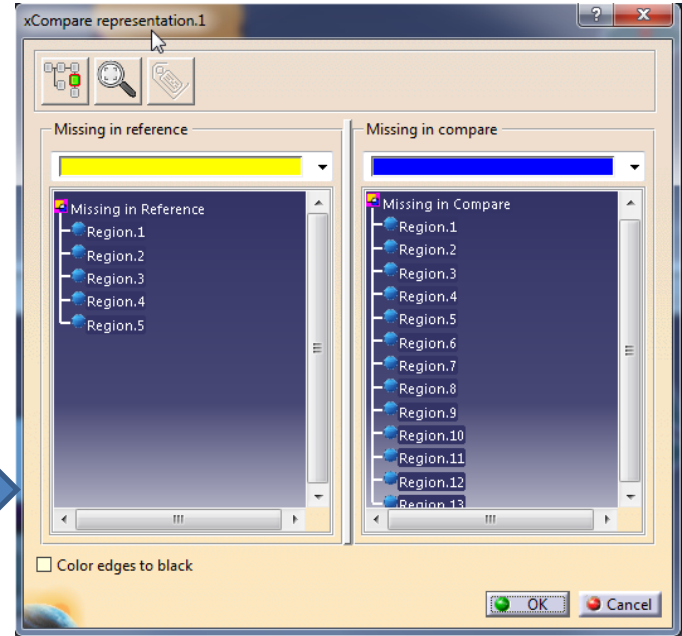 xCompare representation.1
Missing in reference
Missing in Reference
Region.1
Region.2
Region.3
Region.4
Region.5
Missing in compare
Missing in Compare
Region.1
Region.2
Region.3
Region.4
Region.5
Region.6
Region.7
Region.8
Region.9
Region.10
Region.11
Region.12
Region.13
Color edges to black
OK
Cancel